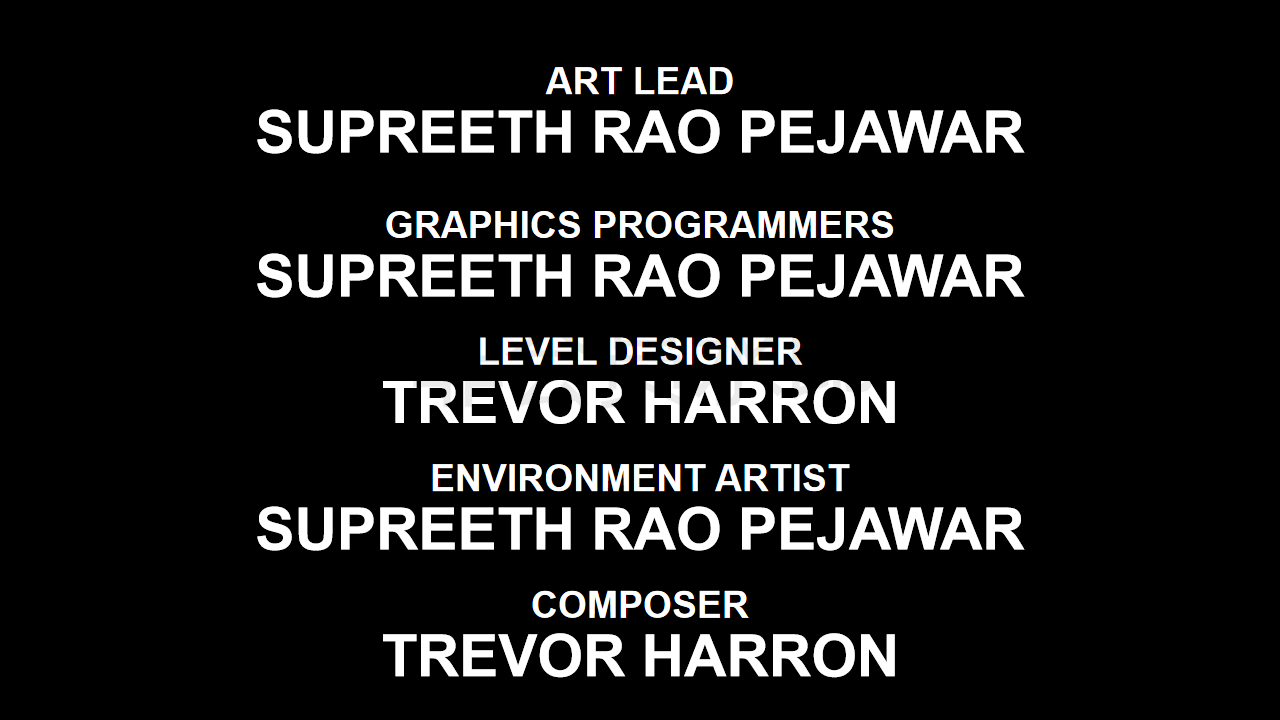 ART LEAD
SUPREETH RAO PEJAWAR
GRAPHICS PROGRAMMERS
SUPREETH RAO PEJAWAR
LEVEL DESIGNER
TREVOR HARRON
ENVIRONMENT ARTIST
SUPREETH RAO PEJAWAR
COMPOSER
TREVOR HARRON